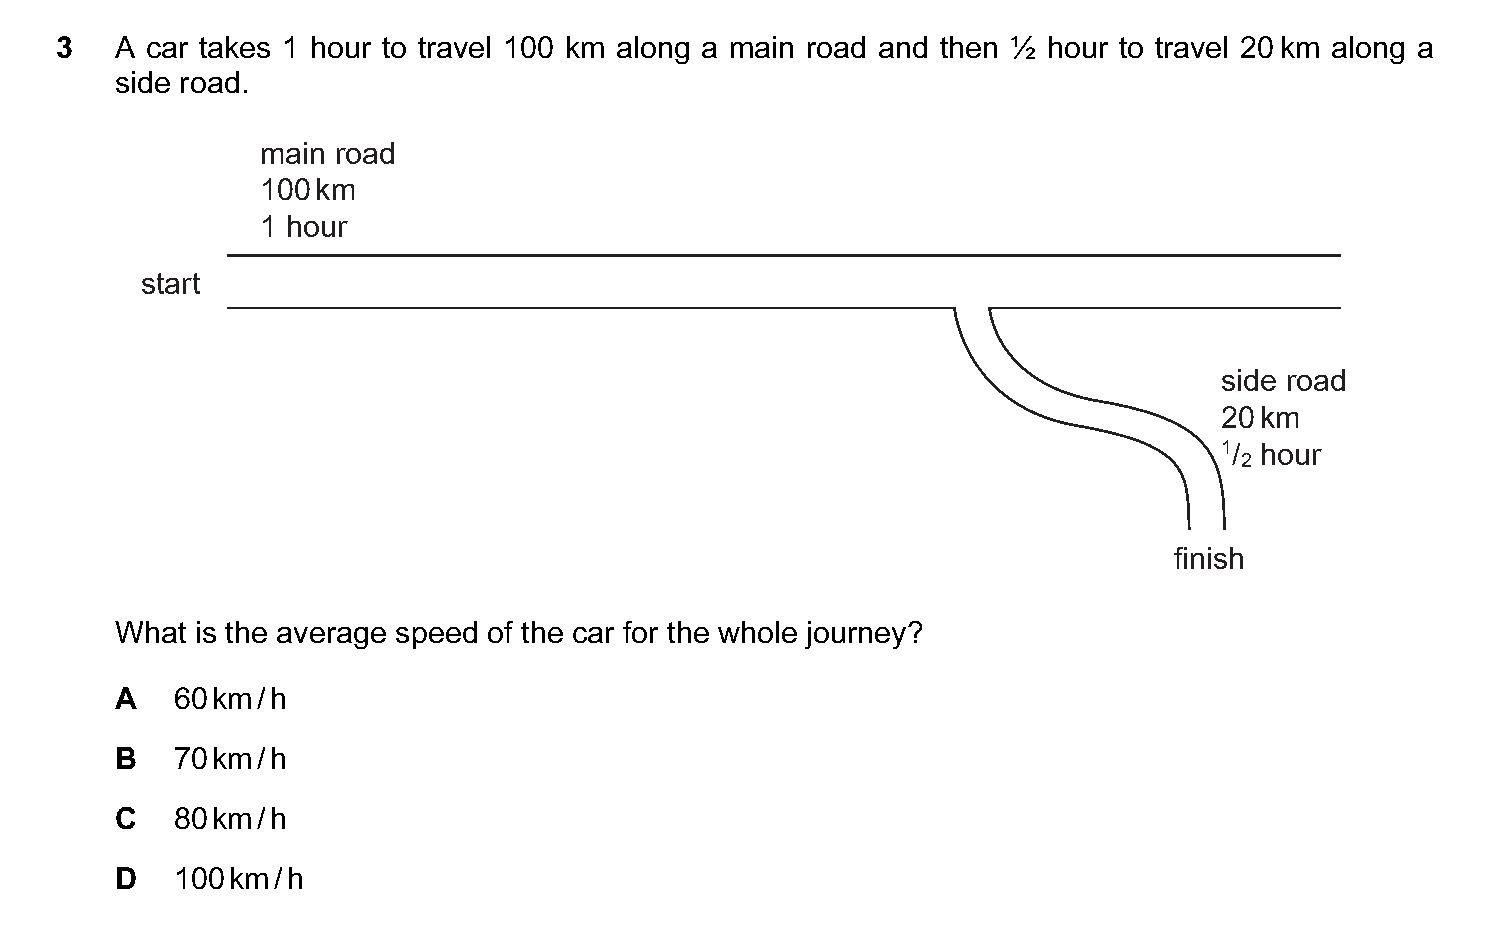 3 A car takes 1 hour to travel 100 km along a main road and then ½ hour to travel 20 km along a
side road.
main road
100 km
1 hour
start
side road
20 km
1/2 hour
finish
What is the average speed of the car for the whole journey?
A 60 km / h
B 70 km / h
C 80 km / h
D 100 km / h